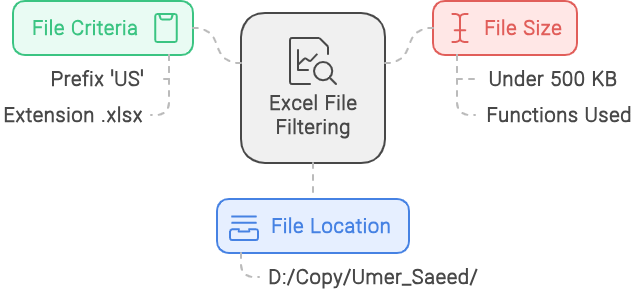 File Criteria
Prefix 'US'
Extension .xlsx
Excel File
Filtering
File Size
Under 500 KB
Functions Used
File Location
D:/Copy/Umer_Saeed/